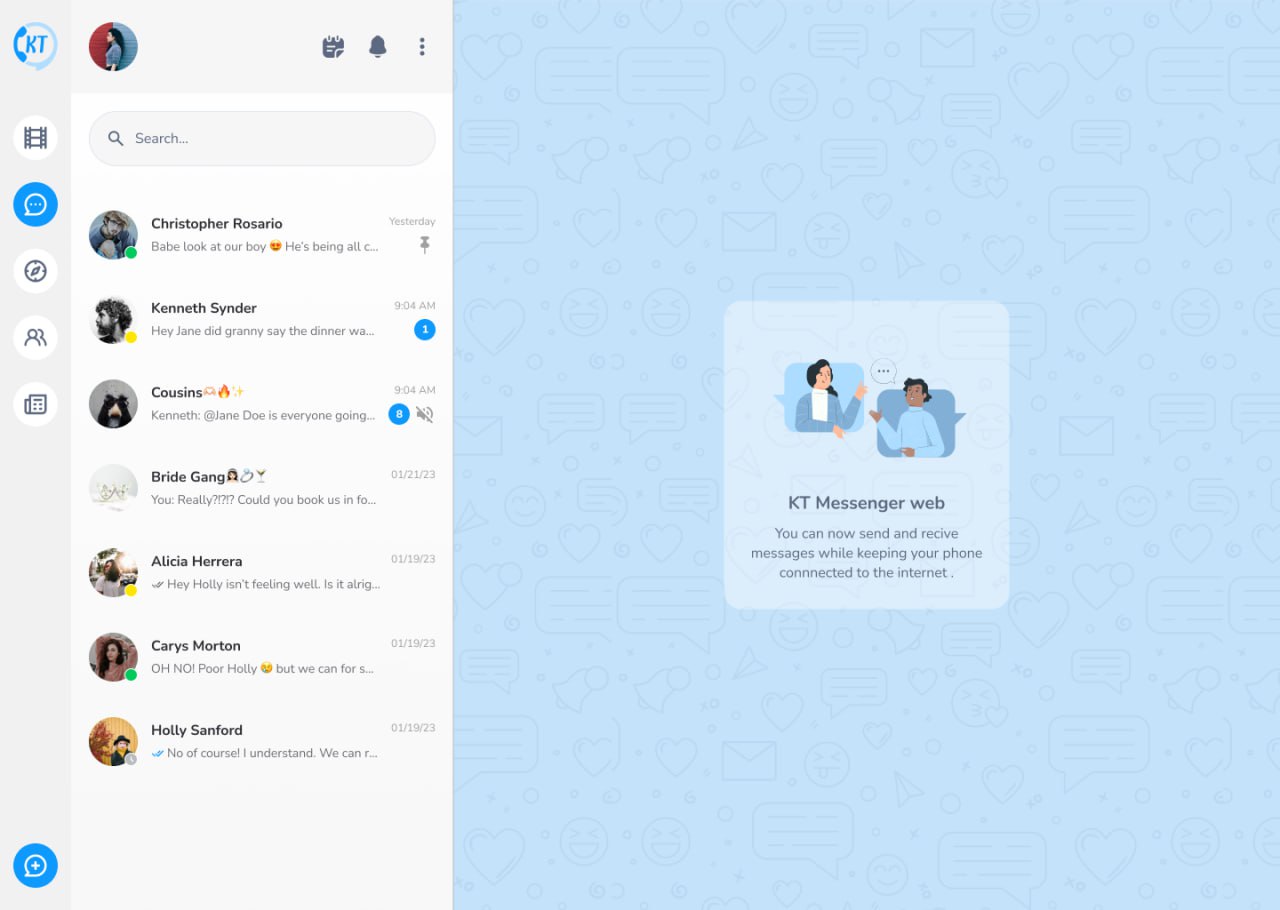 KT
Search...
Christopher Rosario
Yesterday
Babe look at our boy 😍 He's being all c...
Kenneth Synder
9:04 AM
Hey Jane did granny say the dinner wa...
1
Cousins🫶🏻🔥✨
9:04 AM
Kenneth: @Jane Doe is everyone going...
8
Bride Gang👰🏻‍♀️💍🍸
01/21/23
You: Really?!?!? Could you book us in fo...
Alicia Herrera
01/19/23
Hey Holly isn't feeling well. Is it alrig...
Carys Morton
01/19/23
OH NO! Poor Holly 😢 but we can for s...
Holly Sanford
01/19/23
No of course! I understand. We can r...
KT Messenger web
You can now send and recive
messages while keeping your phone
connnected to the internet .